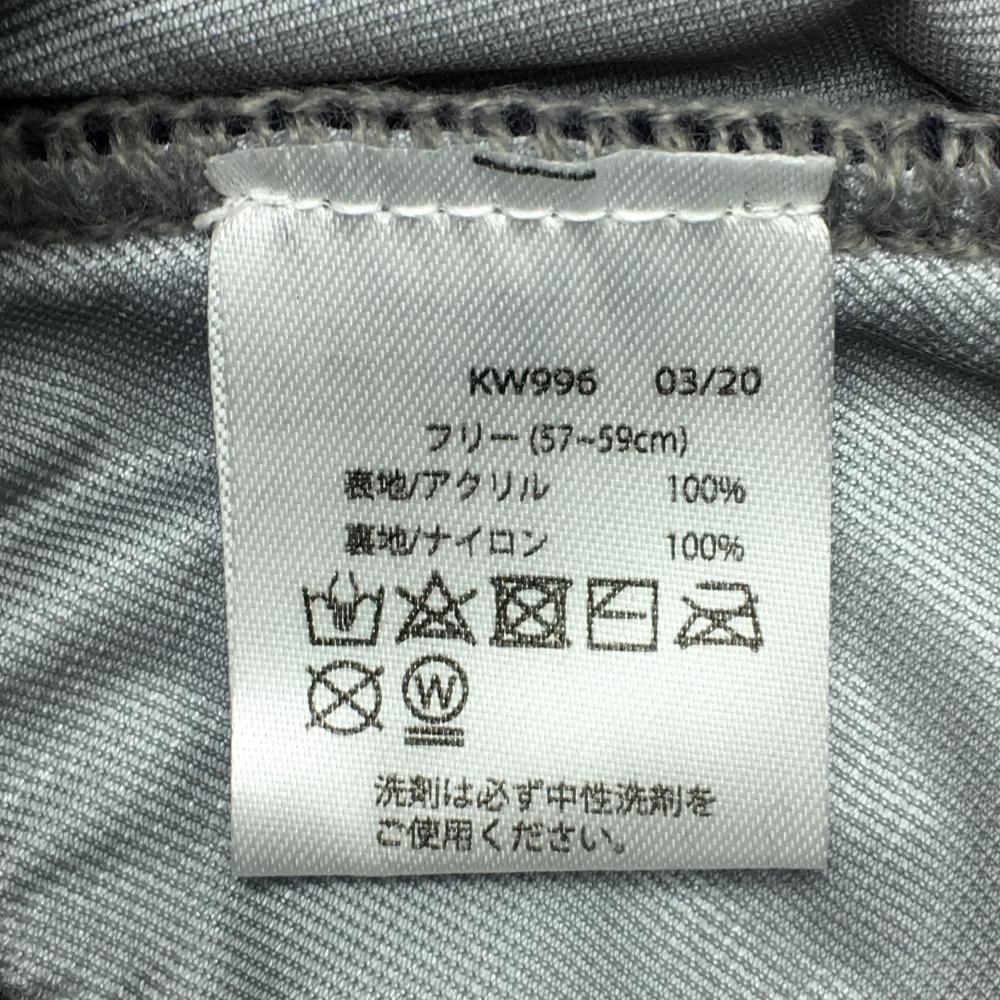 KW996 03/20
フリー (57~59cm)
表地/アクリル 100%
裏地/ナイロン 100%
W
洗剤は必ず中性洗剤を
ご使用ください。